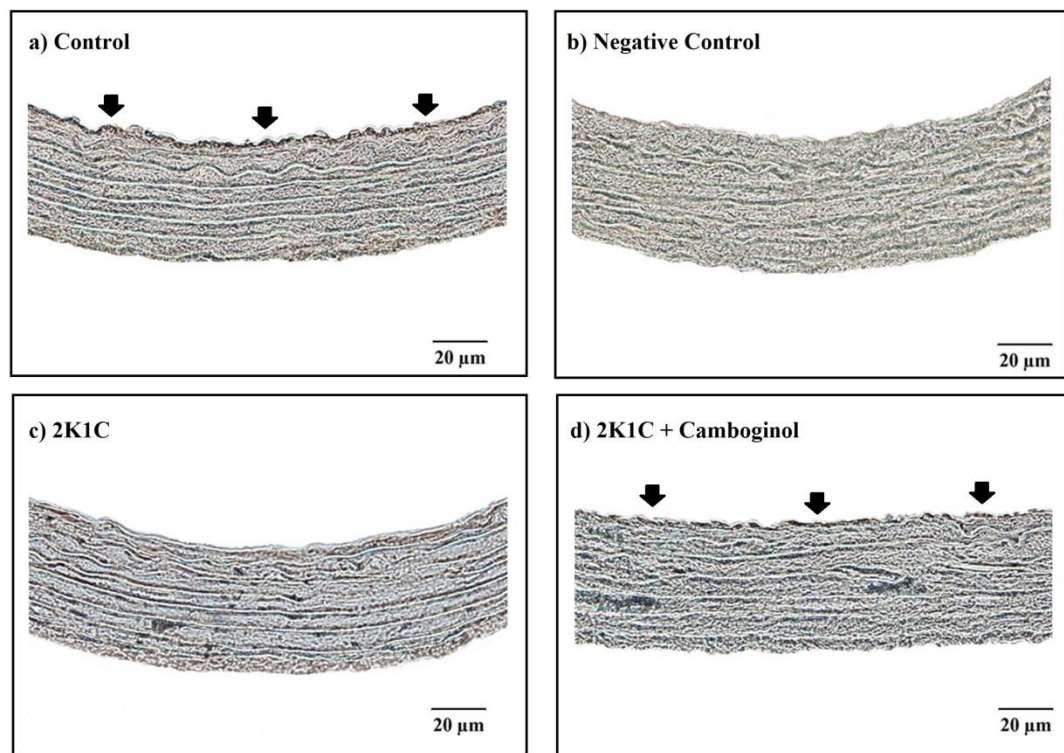 a) Control
b) Negative Control
20 µm
20 µm
c) 2K1C
d) 2K1C + Camboginol
20 µm
20 µm